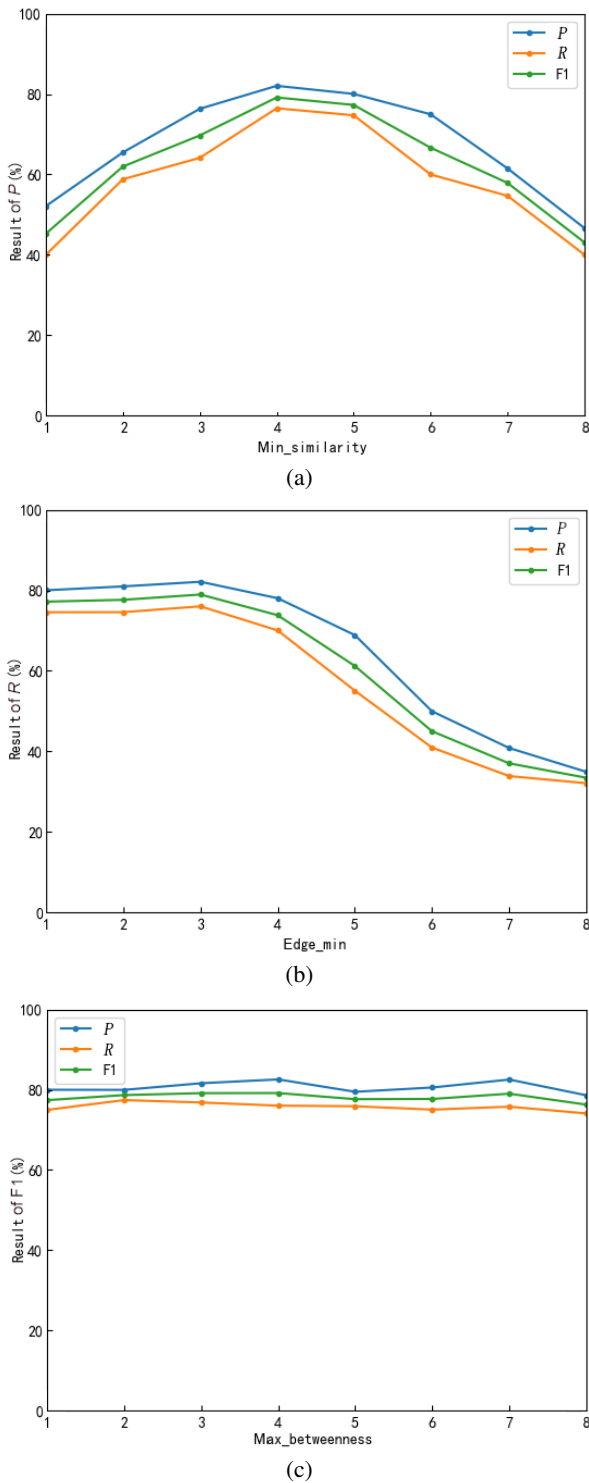 100
80
60
40
20
0
Result of P (%)
P
R
F1
1 2 3 4 5 6 7 8
Min_similarity
(a)
100
80
60
40
20
0
Result of R (%)
P
R
F1
1 2 3 4 5 6 7 8
Edge_min
(b)
100
80
60
40
20
0
Result of F1 (%)
P
R
F1
1 2 3 4 5 6 7 8
Max_betweenness
(c)